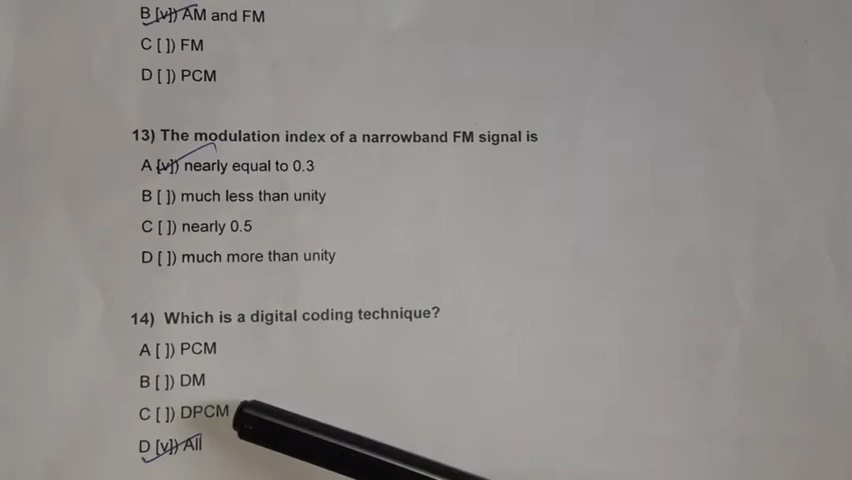 B [v]) AM and FM
C [ ]) FM
D [ ]) PCM
13) The modulation index of a narrowband FM signal is
A [v]) nearly equal to 0.3
B [ ]) much less than unity
C [ ]) nearly 0.5
D [ ]) much more than unity
14) Which is a digital coding technique?
A [ ]) PCM
B [ ]) DM
C [ ]) DPCM
D [v]) All